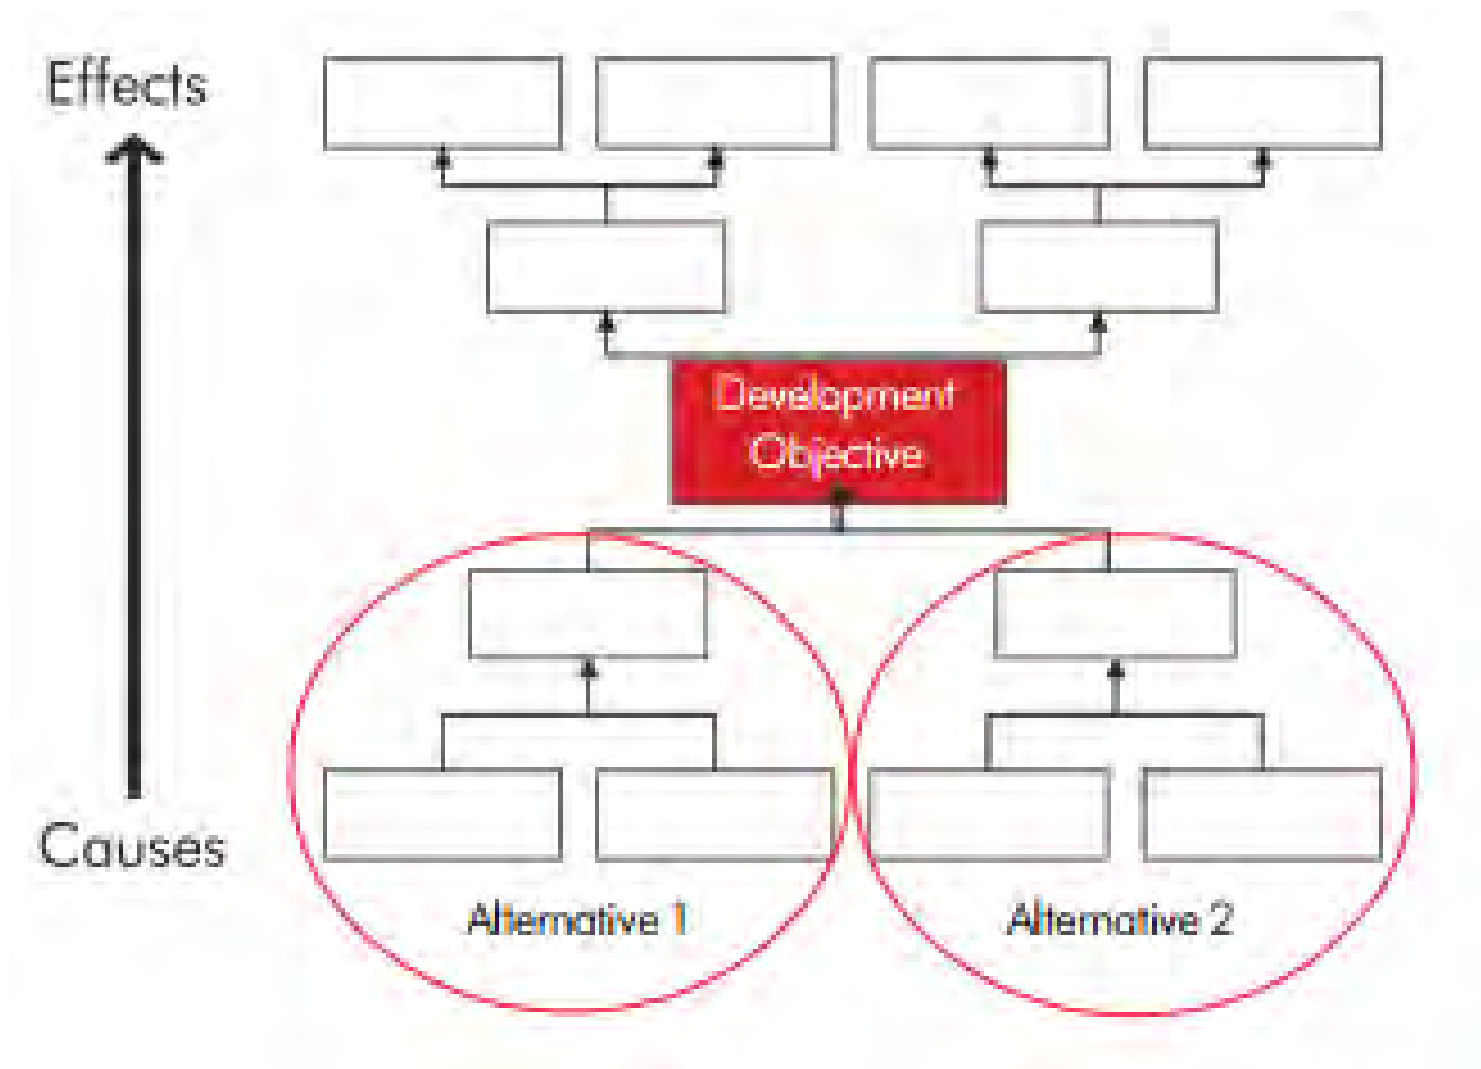 Effects
Development
Objective
Causes
Alternative 1
Alternative 2